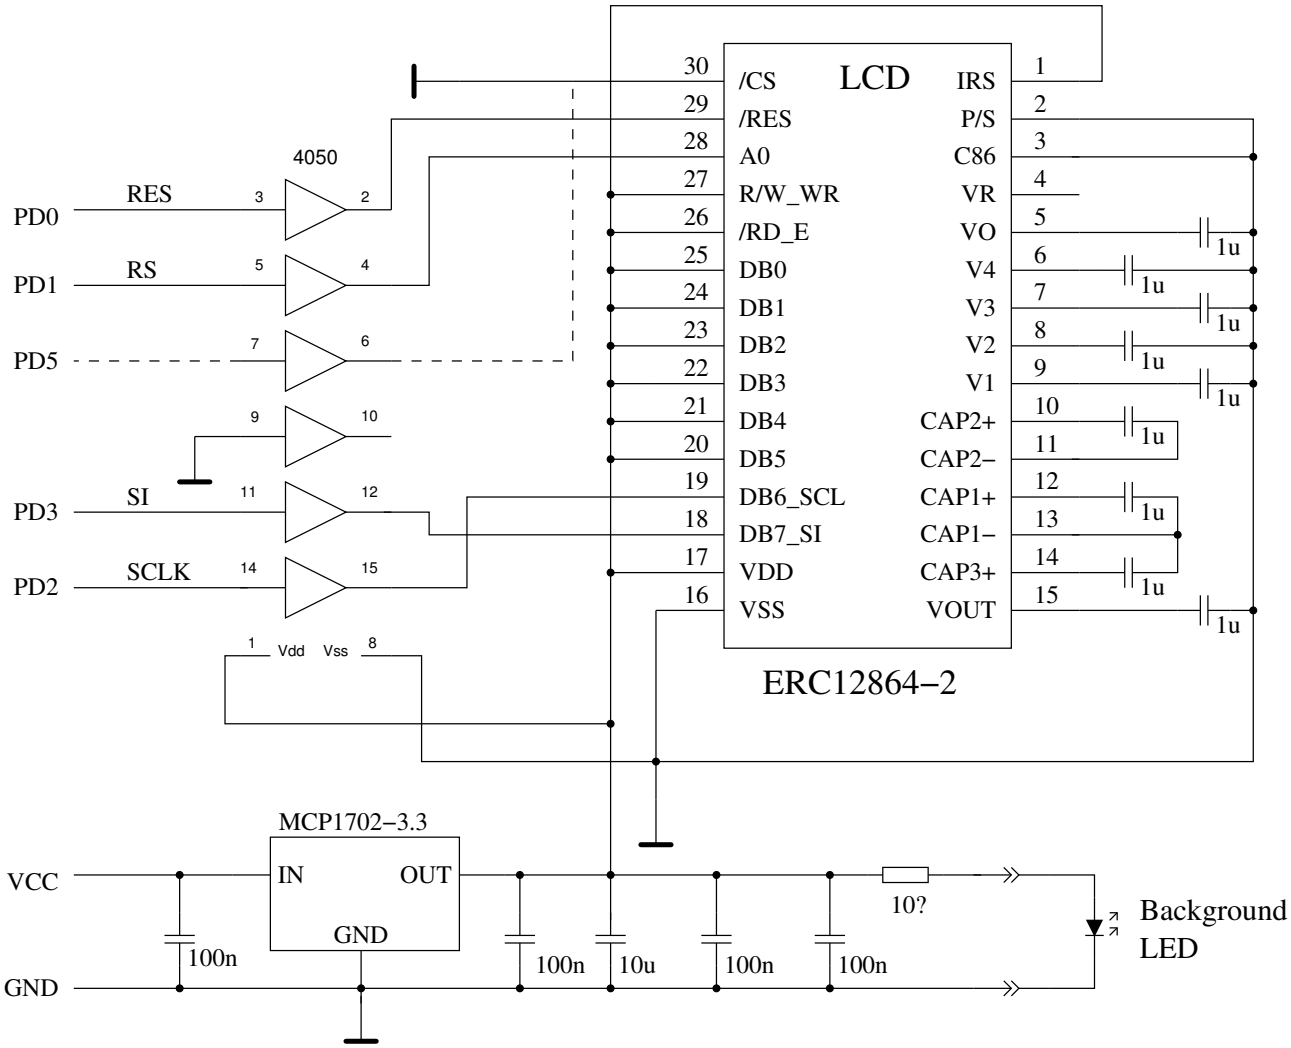 LCD
30 /CS IRS 1
29 /RES P/S 2
28 A0 C86 3
27 R/W_WR VR 4
26 /RD_E VO 5 1u
25 DB0 V4 6 1u
24 DB1 V3 7 1u
23 DB2 V2 8 1u
22 DB3 V1 9 1u
21 DB4 CAP2+ 10 1u
20 DB5 CAP2− 11
19 DB6_SCL CAP1+ 12 1u
18 DB7_SI CAP1− 13
17 VDD CAP3+ 14 1u
16 VSS VOUT 15 1u
ERC12864−2
4050
PD0 RES 3 2
PD1 RS 5 4
PD5 7 6
9 10
PD3 SI 11 12
PD2 SCLK 14 15
1 Vdd Vss 8
MCP1702−3.3
VCC IN OUT
GND
10?
100n 100n 10u 100n 100n
GND
Background
LED